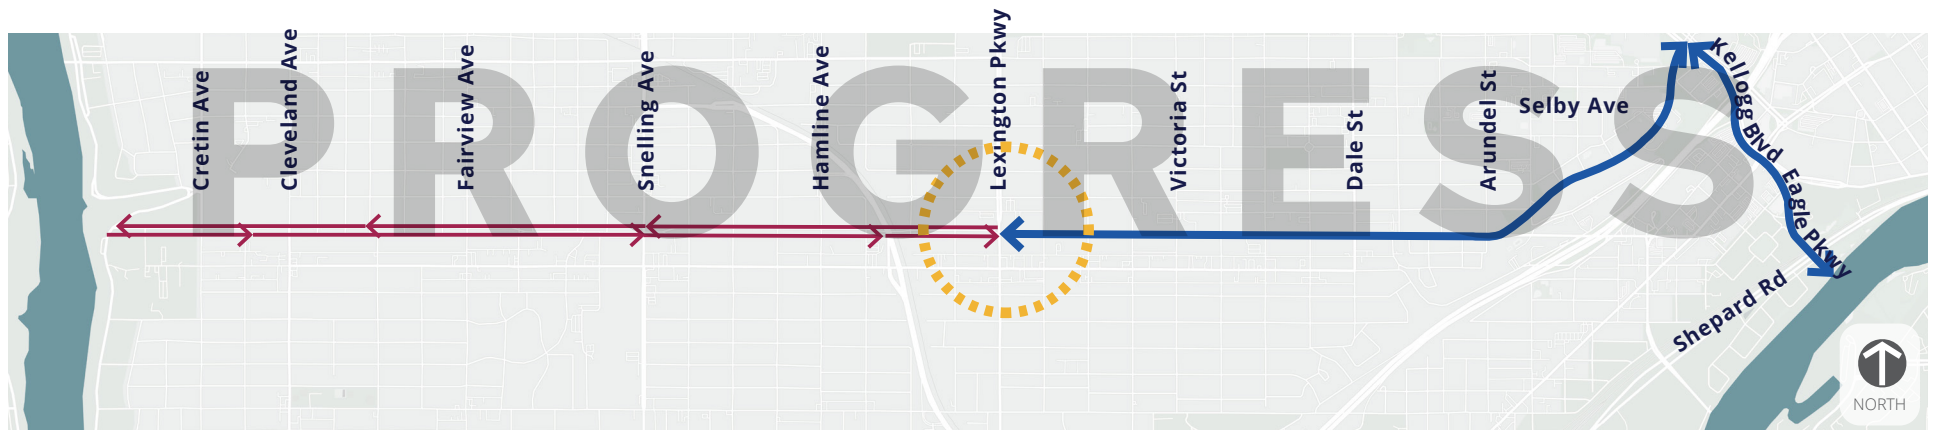 PROGRESS
Cretin Ave
Cleveland Ave
Fairview Ave
Snelling Ave
Hamline Ave
Lexington Pkwy
Victoria St
Dale St
Arundel St
Selby Ave
Kellogg Blvd
Eagle Pkwy
Shepard Rd
NORTH